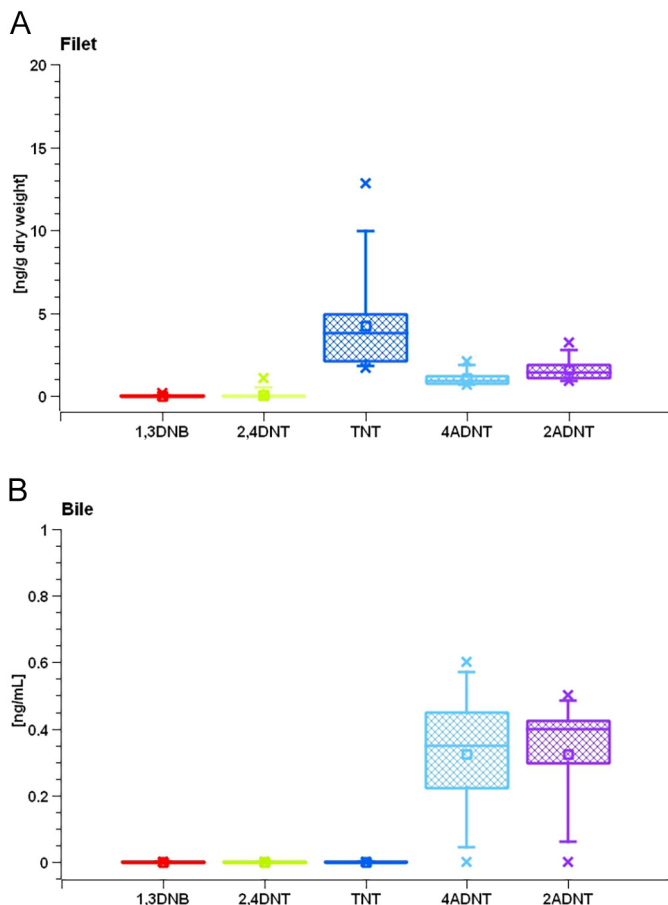 A
Filet
20
15
10
5
0
[ng/g dry weight]
1,3DNB 2,4DNT TNT 4ADNT 2ADNT
B
Bile
1
0.8
0.6
0.4
0.2
0
[ng/mL]
1,3DNB 2,4DNT TNT 4ADNT 2ADNT